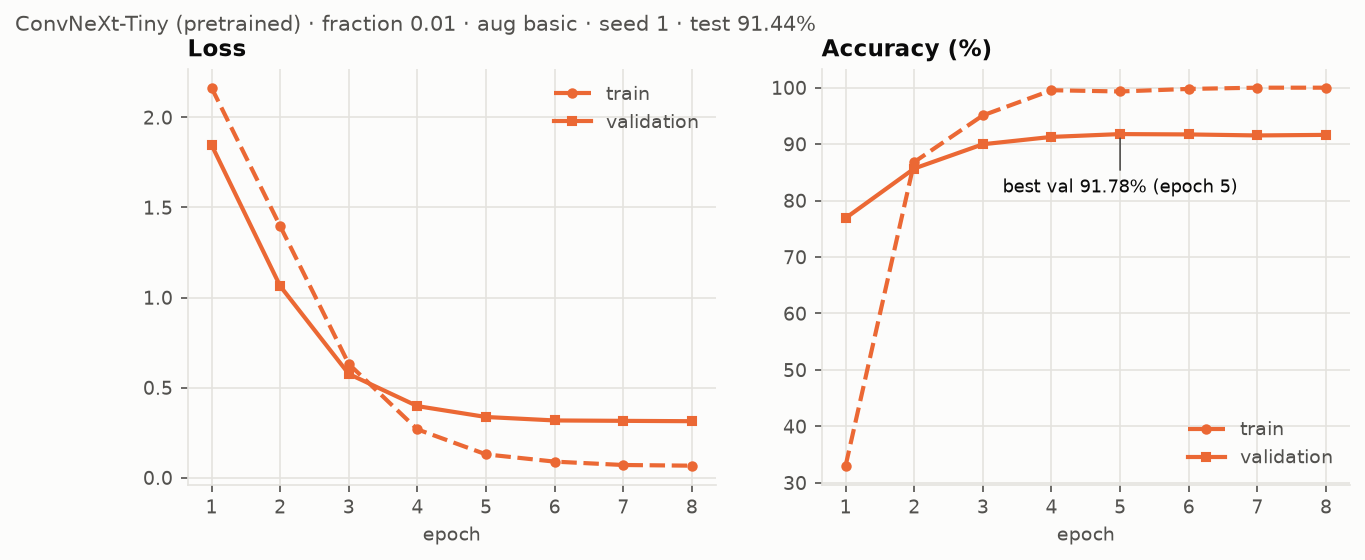 ConvNeXt-Tiny (pretrained) · fraction 0.01 · aug basic · seed 1 · test 91.44%
Loss
2.0
1.5
1.0
0.5
0.0
1 2 3 4 5 6 7 8
epoch
train
validation
Accuracy (%)
100
90
80
70
60
50
40
30
1 2 3 4 5 6 7 8
epoch
best val 91.78% (epoch 5)
train
validation